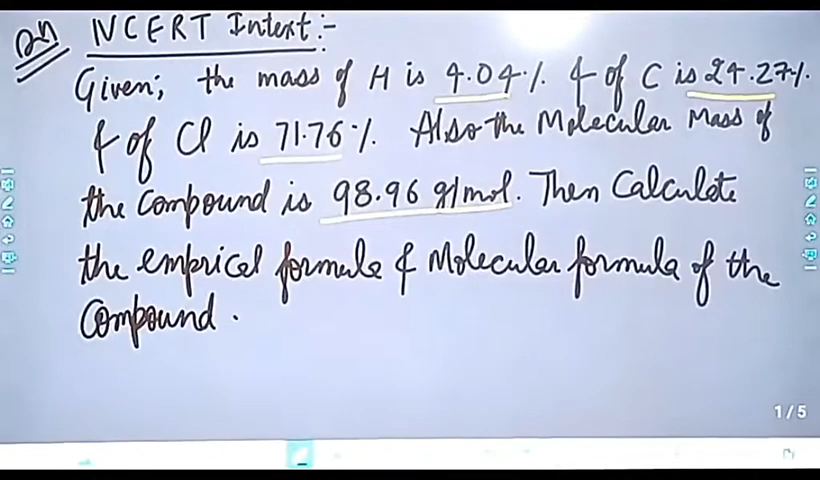 Qn NCERT Intext:-
Given; the mass of H is 4.04% & of C is 24.27%.
& of Cl is 71.76%. Also the Molecular Mass of
the Compound is 98.96 g/mol. Then Calculate
the emprical formula & Molecular formula of the
Compound.
1/5